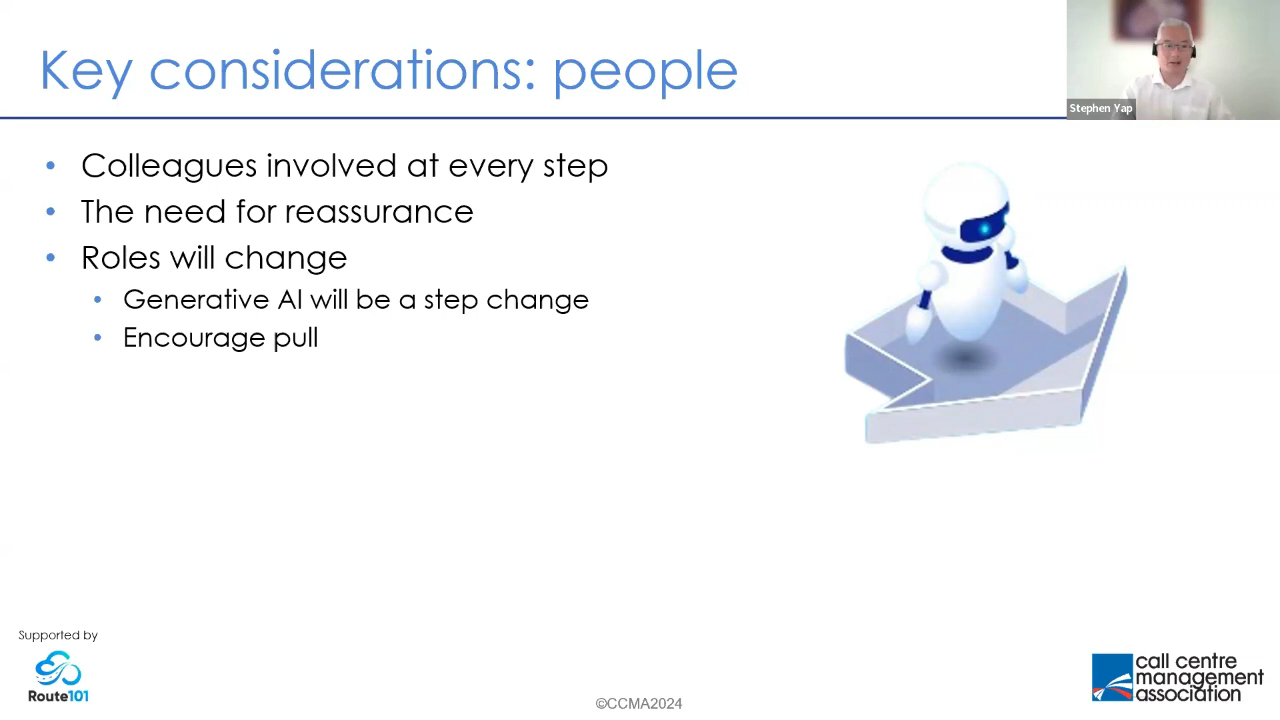 Key considerations: people
Stephen Yap
• Colleagues involved at every step
• The need for reassurance
• Roles will change
• Generative AI will be a step change
• Encourage pull
Supported by
Route101
©CCMA2024
call centre
management
association